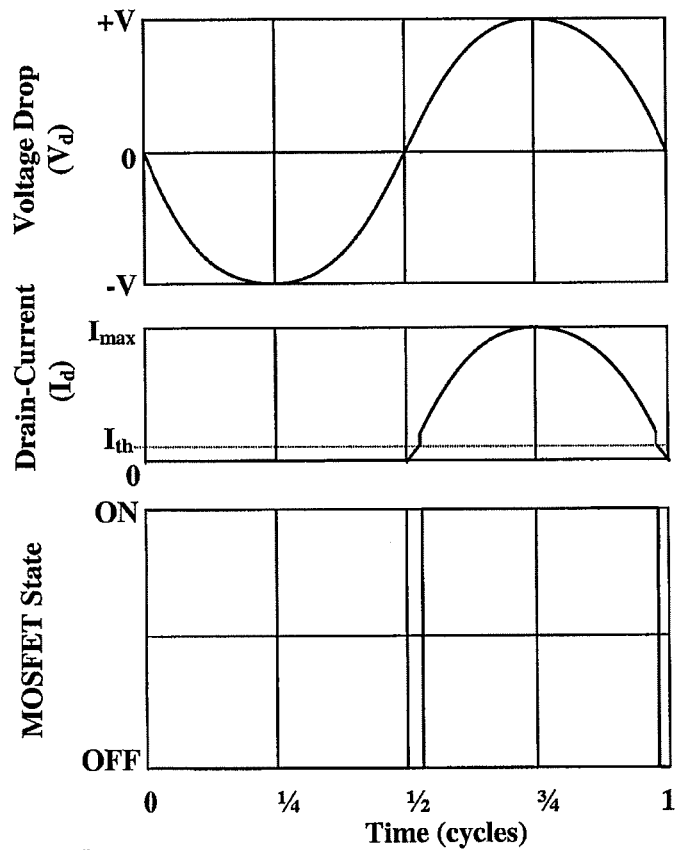 +V
0
-V
Voltage Drop
(Vd)
Imax
Ith
0
Drain-Current
(Id)
ON
OFF
MOSFET State
0 ¼ ½ ¾ 1
Time (cycles)